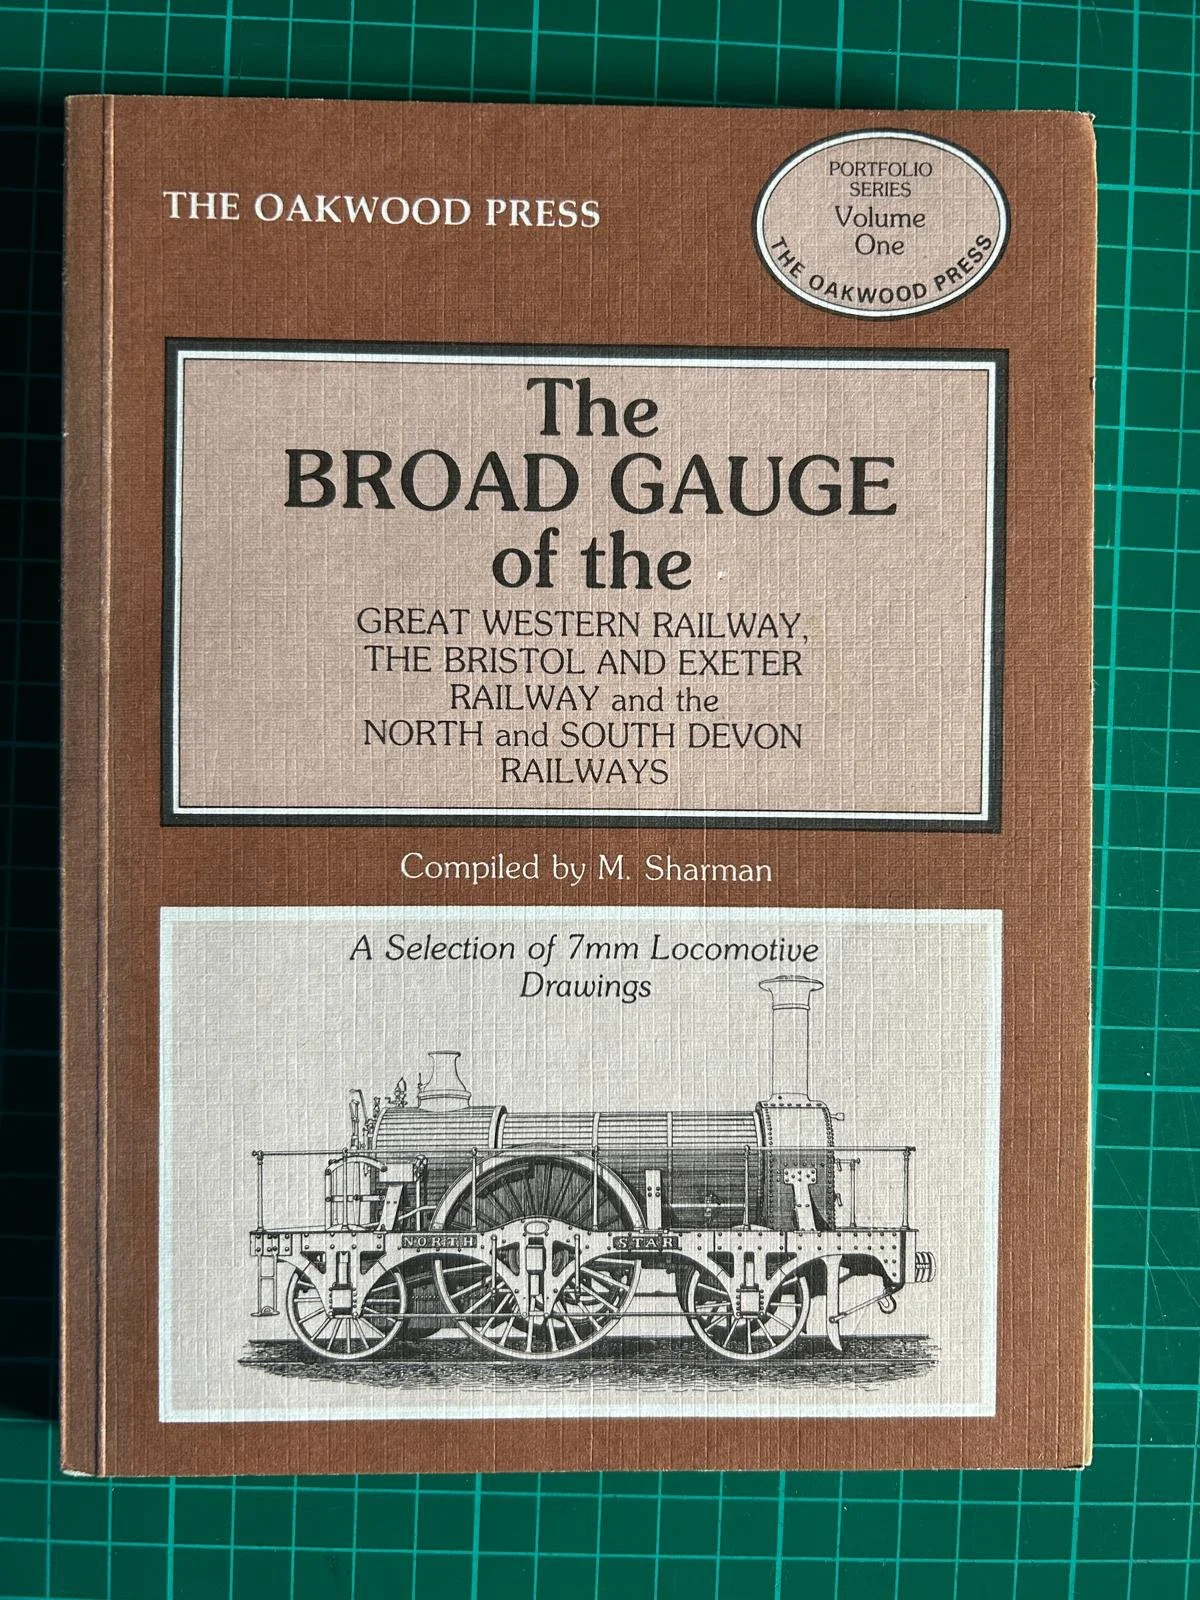 THE OAKWOOD PRESS
PORTFOLIO
SERIES
Volume
One
THE OAKWOOD PRESS
The
BROAD GAUGE
of the
GREAT WESTERN RAILWAY,
THE BRISTOL AND EXETER
RAILWAY and the
NORTH and SOUTH DEVON
RAILWAYS
Compiled by M. Sharman
A Selection of 7mm Locomotive
Drawings
NORTH STAR